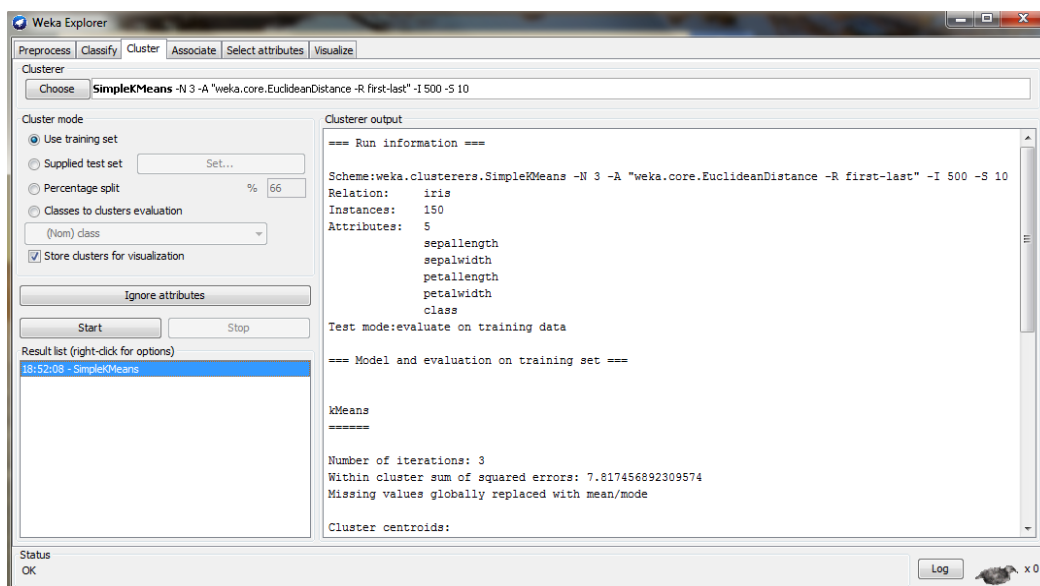 Weka Explorer
Preprocess Classify Cluster Associate Select attributes Visualize
Clusterer
Choose SimpleKMeans -N 3 -A "weka.core.EuclideanDistance -R first-last" -I 500 -S 10
Cluster mode
Use training set
Supplied test set Set...
Percentage split % 66
Classes to clusters evaluation
(Nom) class
Store clusters for visualization
Ignore attributes
Start Stop
Result list (right-click for options)
18:52:08 - SimpleKMeans
Clusterer output
=== Run information ===
Scheme:weka.clusterers.SimpleKMeans -N 3 -A "weka.core.EuclideanDistance -R first-last" -I 500 -S 10
Relation: iris
Instances: 150
Attributes: 5
sepallength
sepalwidth
petallength
petalwidth
class
Test mode:evaluate on training data
=== Model and evaluation on training set ===
kMeans
======
Number of iterations: 3
Within cluster sum of squared errors: 7.817456892309574
Missing values globally replaced with mean/mode
Cluster centroids:
Status
OK
Log x 0